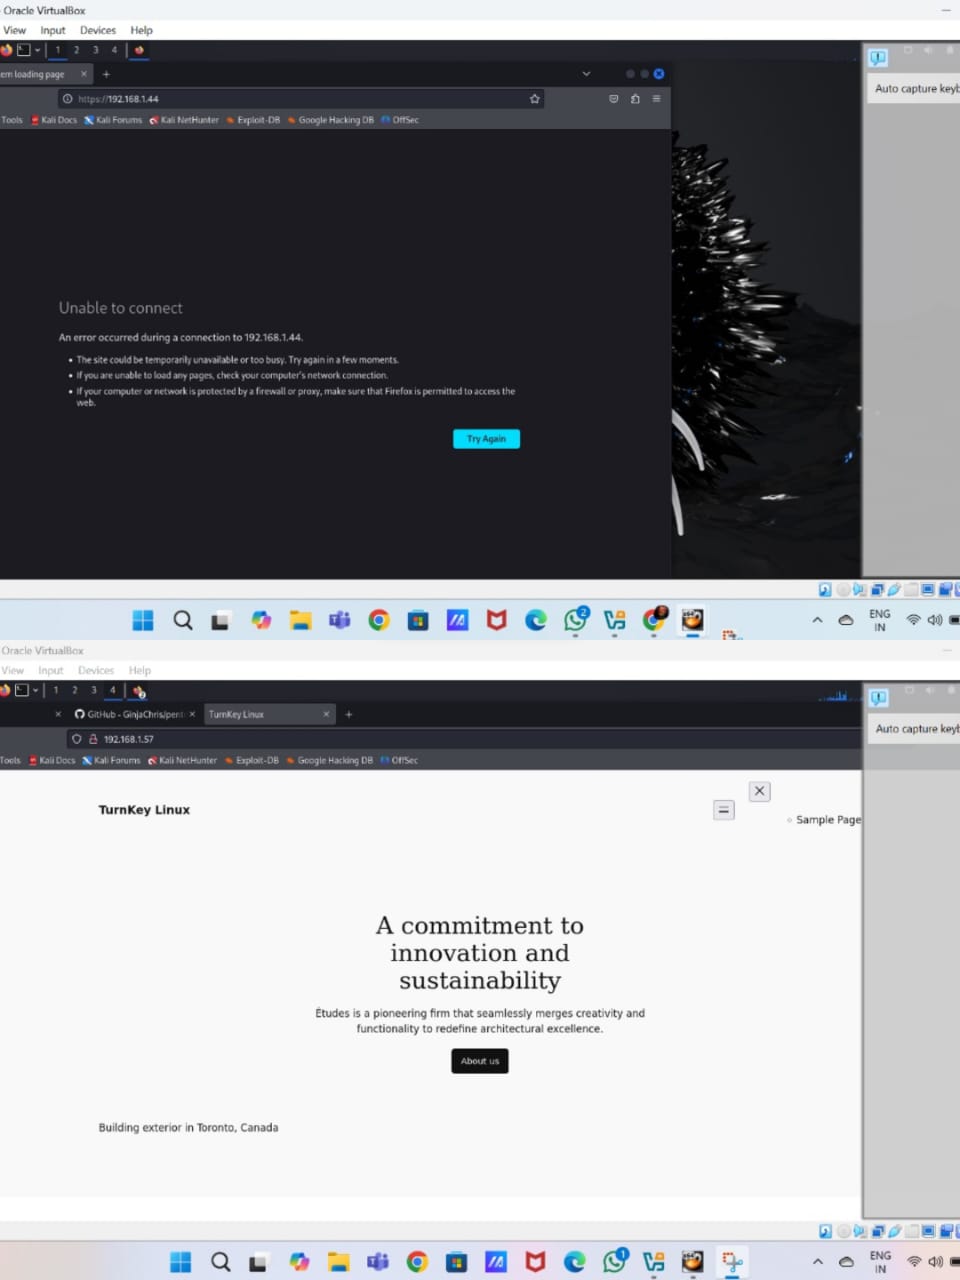 Oracle VirtualBox
View Input Devices Help
1 2 3 4
em loading page
https://192.168.1.44
Tools Kali Docs Kali Forums Kali NetHunter Exploit-DB Google Hacking DB OffSec
Auto capture keyb
Unable to connect
An error occurred during a connection to 192.168.1.44.
The site could be temporarily unavailable or too busy. Try again in a few moments.
If you are unable to load any pages, check your computer's network connection.
If your computer or network is protected by a firewall or proxy, make sure that Firefox is permitted to access the
web.
Try Again
2
ENG
IN
Oracle VirtualBox
View Input Devices Help
1 2 3 4 2
GitHub - GinjaChris/pent TurnKey Linux
192.168.1.57
Tools Kali Docs Kali Forums Kali NetHunter Exploit-DB Google Hacking DB OffSec
Auto capture keyb
TurnKey Linux
Sample Page
A commitment to
innovation and
sustainability
Études is a pioneering firm that seamlessly merges creativity and
functionality to redefine architectural excellence.
About us
Building exterior in Toronto, Canada
1
ENG
IN